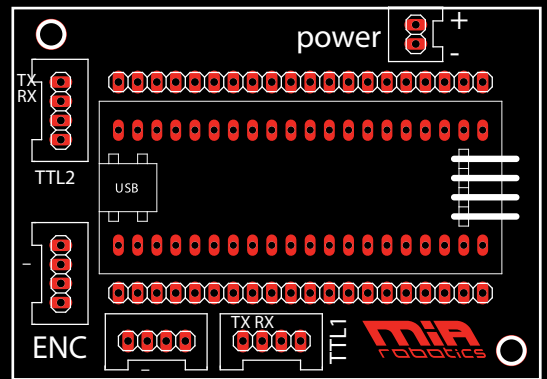 power
+
-
TX
RX
TTL2
USB
-
ENC
-
TX RX
TTL1
MIA
robotics